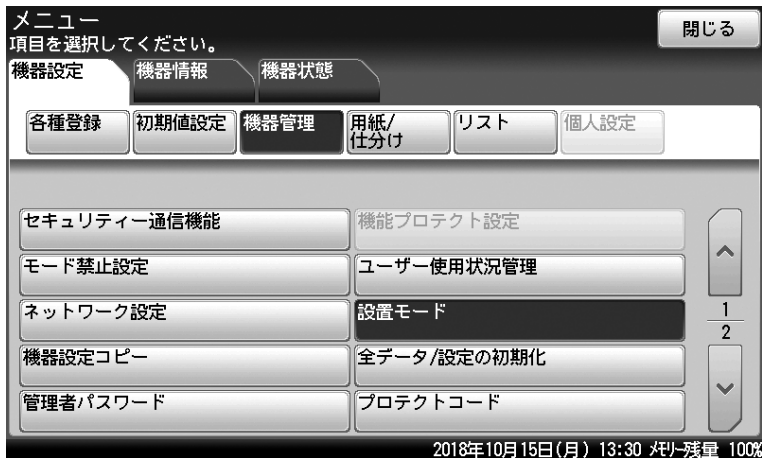 メニュー
閉じる
項目を選択してください。
機器設定 機器情報 機器状態
各種登録 初期値設定 機器管理 用紙/
仕分け リスト 個人設定
セキュリティー通信機能 機能プロテクト設定
モード禁止設定 ユーザー使用状況管理
ネットワーク設定 設置モード
1
2
機器設定コピー 全データ/設定の初期化
管理者パスワード プロテクトコード
2018年10月15日(月) 13:30 ﾒﾓﾘｰ残量 100%